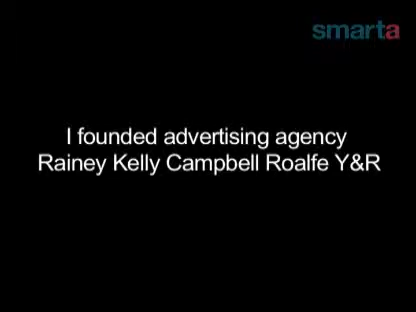 smarta
I founded advertising agency
Rainey Kelly Campbell Roalfe Y&R